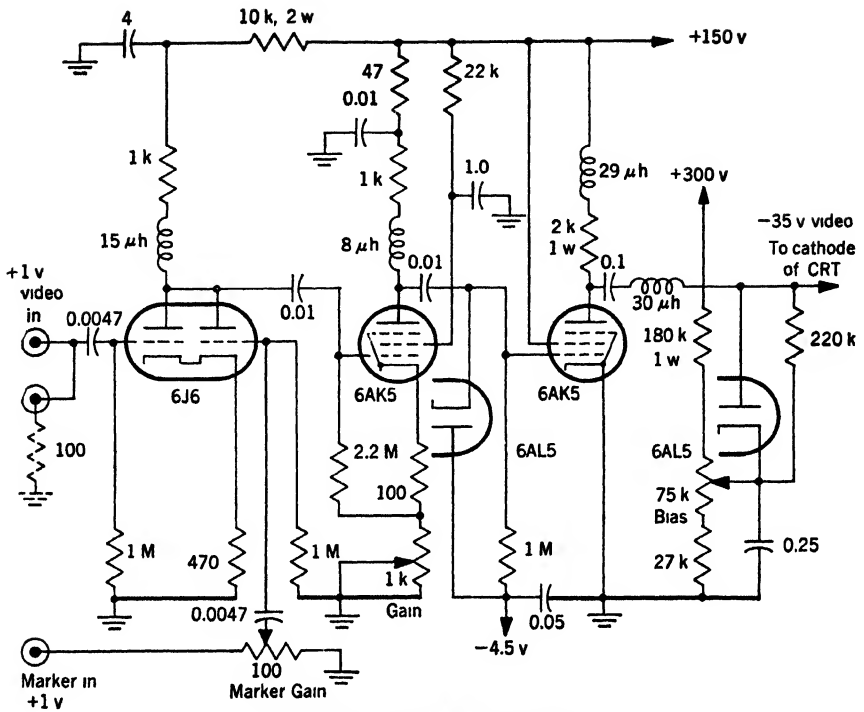 4
10 k, 2 w
+150 v
47
22 k
0.01
1 k
1 k
1.0
29 μh
+300 v
15 μh
8 μh
2 k
1 w
−35 v video
To cathode
of CRT
+1 v
video
in
0.0047
0.01
0.01
0.1
30 μh
180 k
1 w
220 k
6J6
6AK5
6AK5
100
2.2 M
100
6AL5
6AL5
75 k
Bias
1 M
470
1 M
1 k
Gain
1 M
27 k
0.25
0.0047
0.05
−4.5 v
Marker in
+1 v
100
Marker Gain